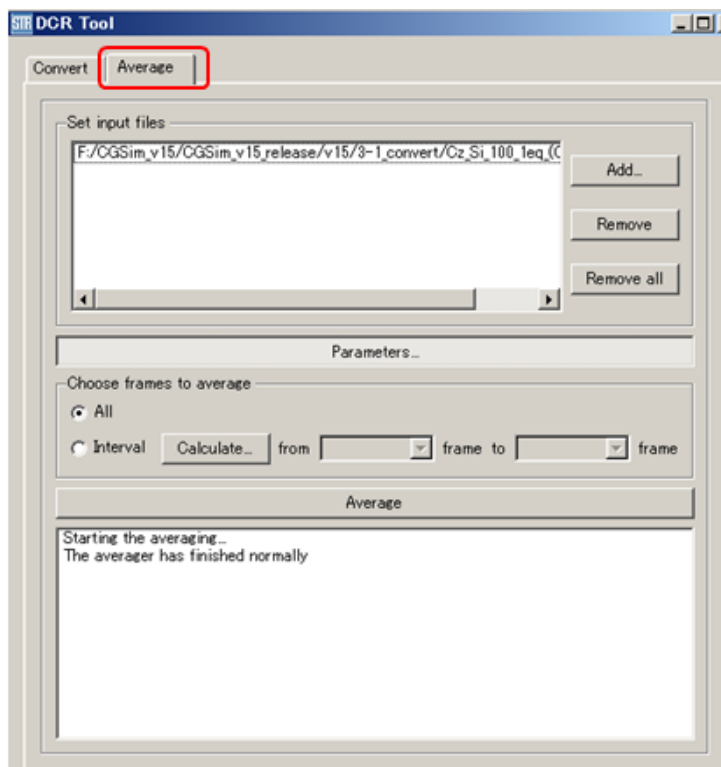 STR DCR Tool
Convert Average
Set input files
F:/CGSim_v15/CGSim_v15_release/v15/3-1_convert/Cz_Si_100_1eq_(C
Add...
Remove
Remove all
Parameters...
Choose frames to average
All
Interval Calculate... from frame to frame
Average
Starting the averaging...
The averager has finished normally